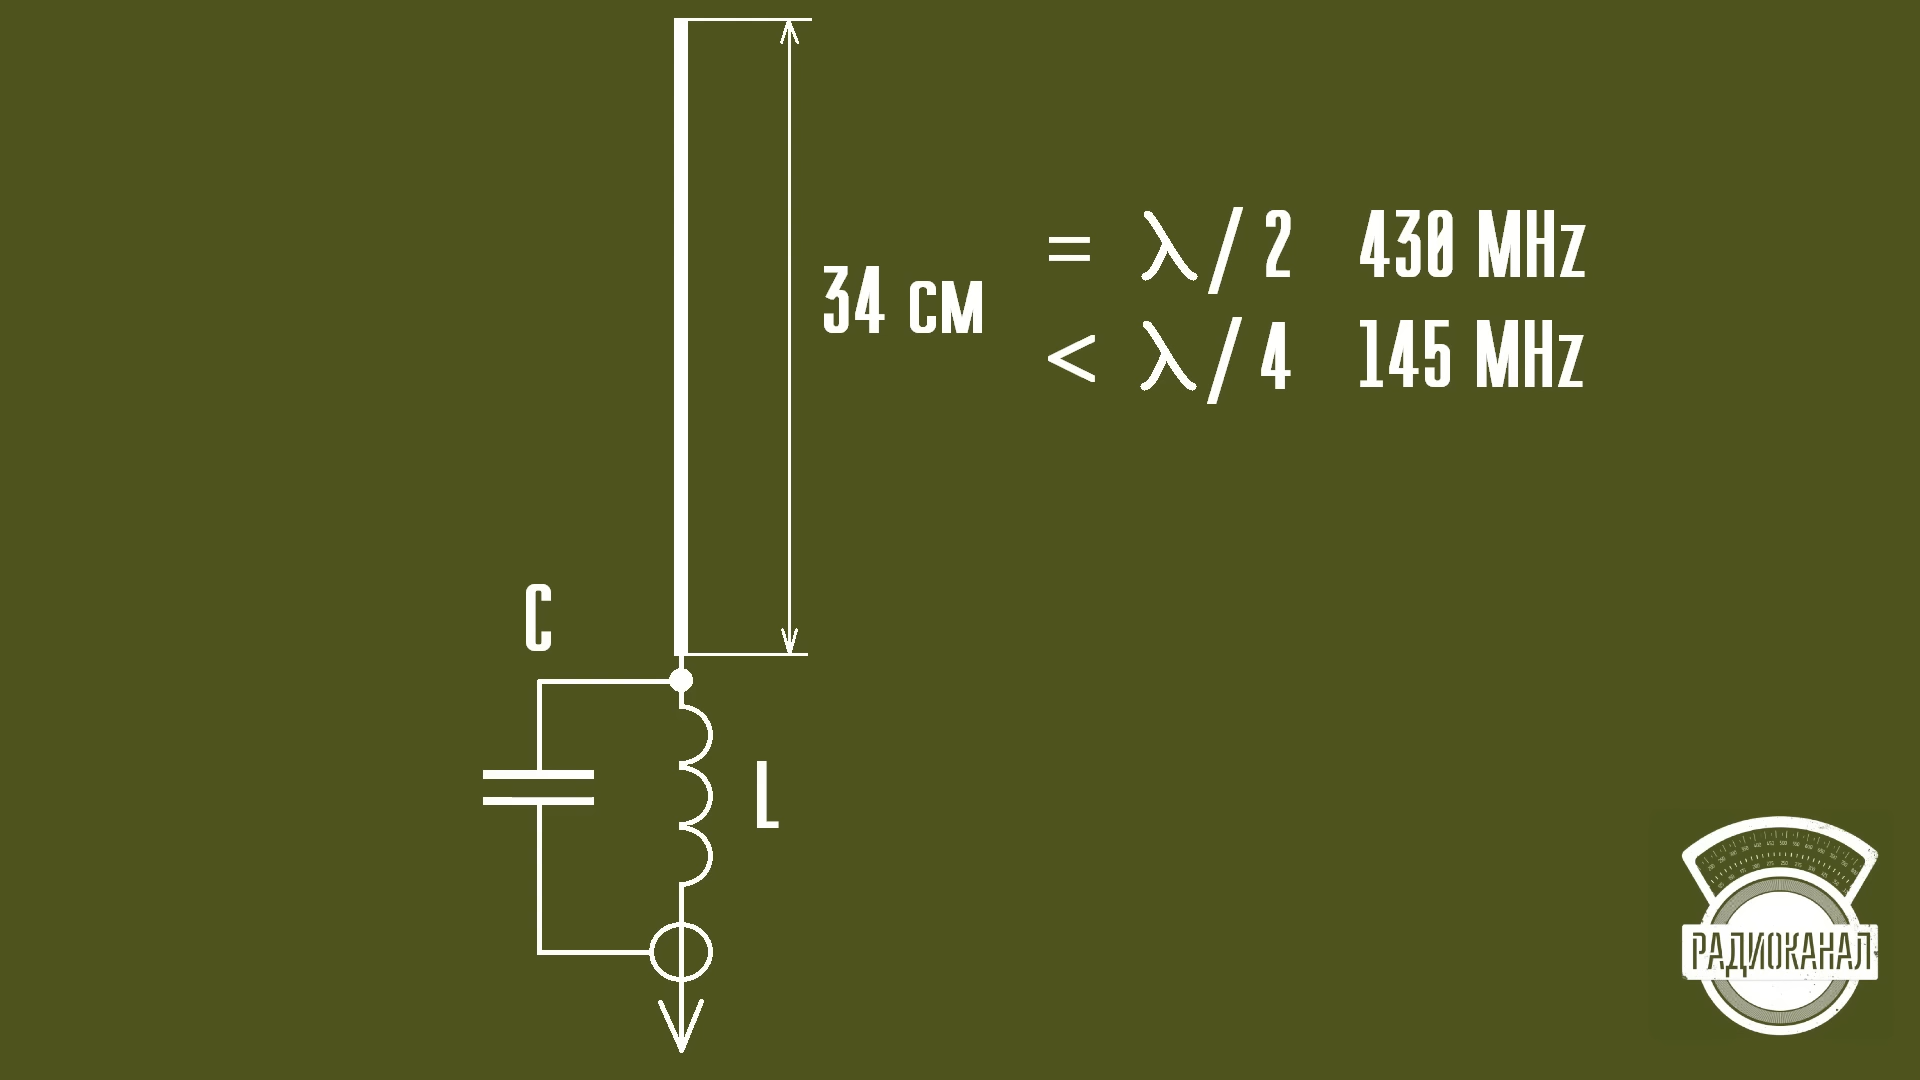 34 см
= λ/2 430 MHz
< λ/4 145 MHz
C
L
РАДИОКАНАЛ